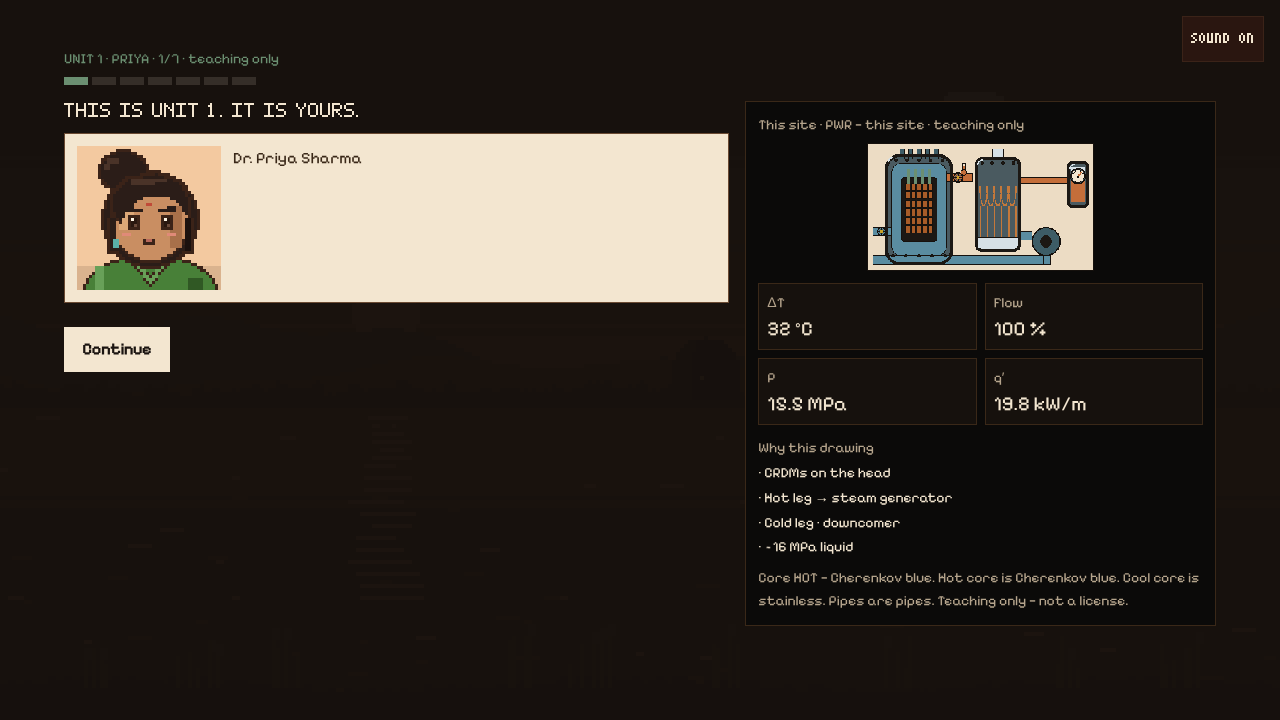 sound on
UNIT 1 · PRIYA · 1/7 · teaching only
THIS IS UNIT 1. IT IS YOURS.
Dr. Priya Sharma
Continue
This site · PWR – this site · teaching only
ΔT
32 °C
Flow
100 %
P
15.5 MPa
q′
19.8 kW/m
Why this drawing
· CRDMs on the head
· Hot leg → steam generator
· Cold leg · downcomer
· ~16 MPa liquid
Core HOT – Cherenkov blue. Hot core is Cherenkov blue. Cool core is
stainless. Pipes are pipes. Teaching only – not a license.